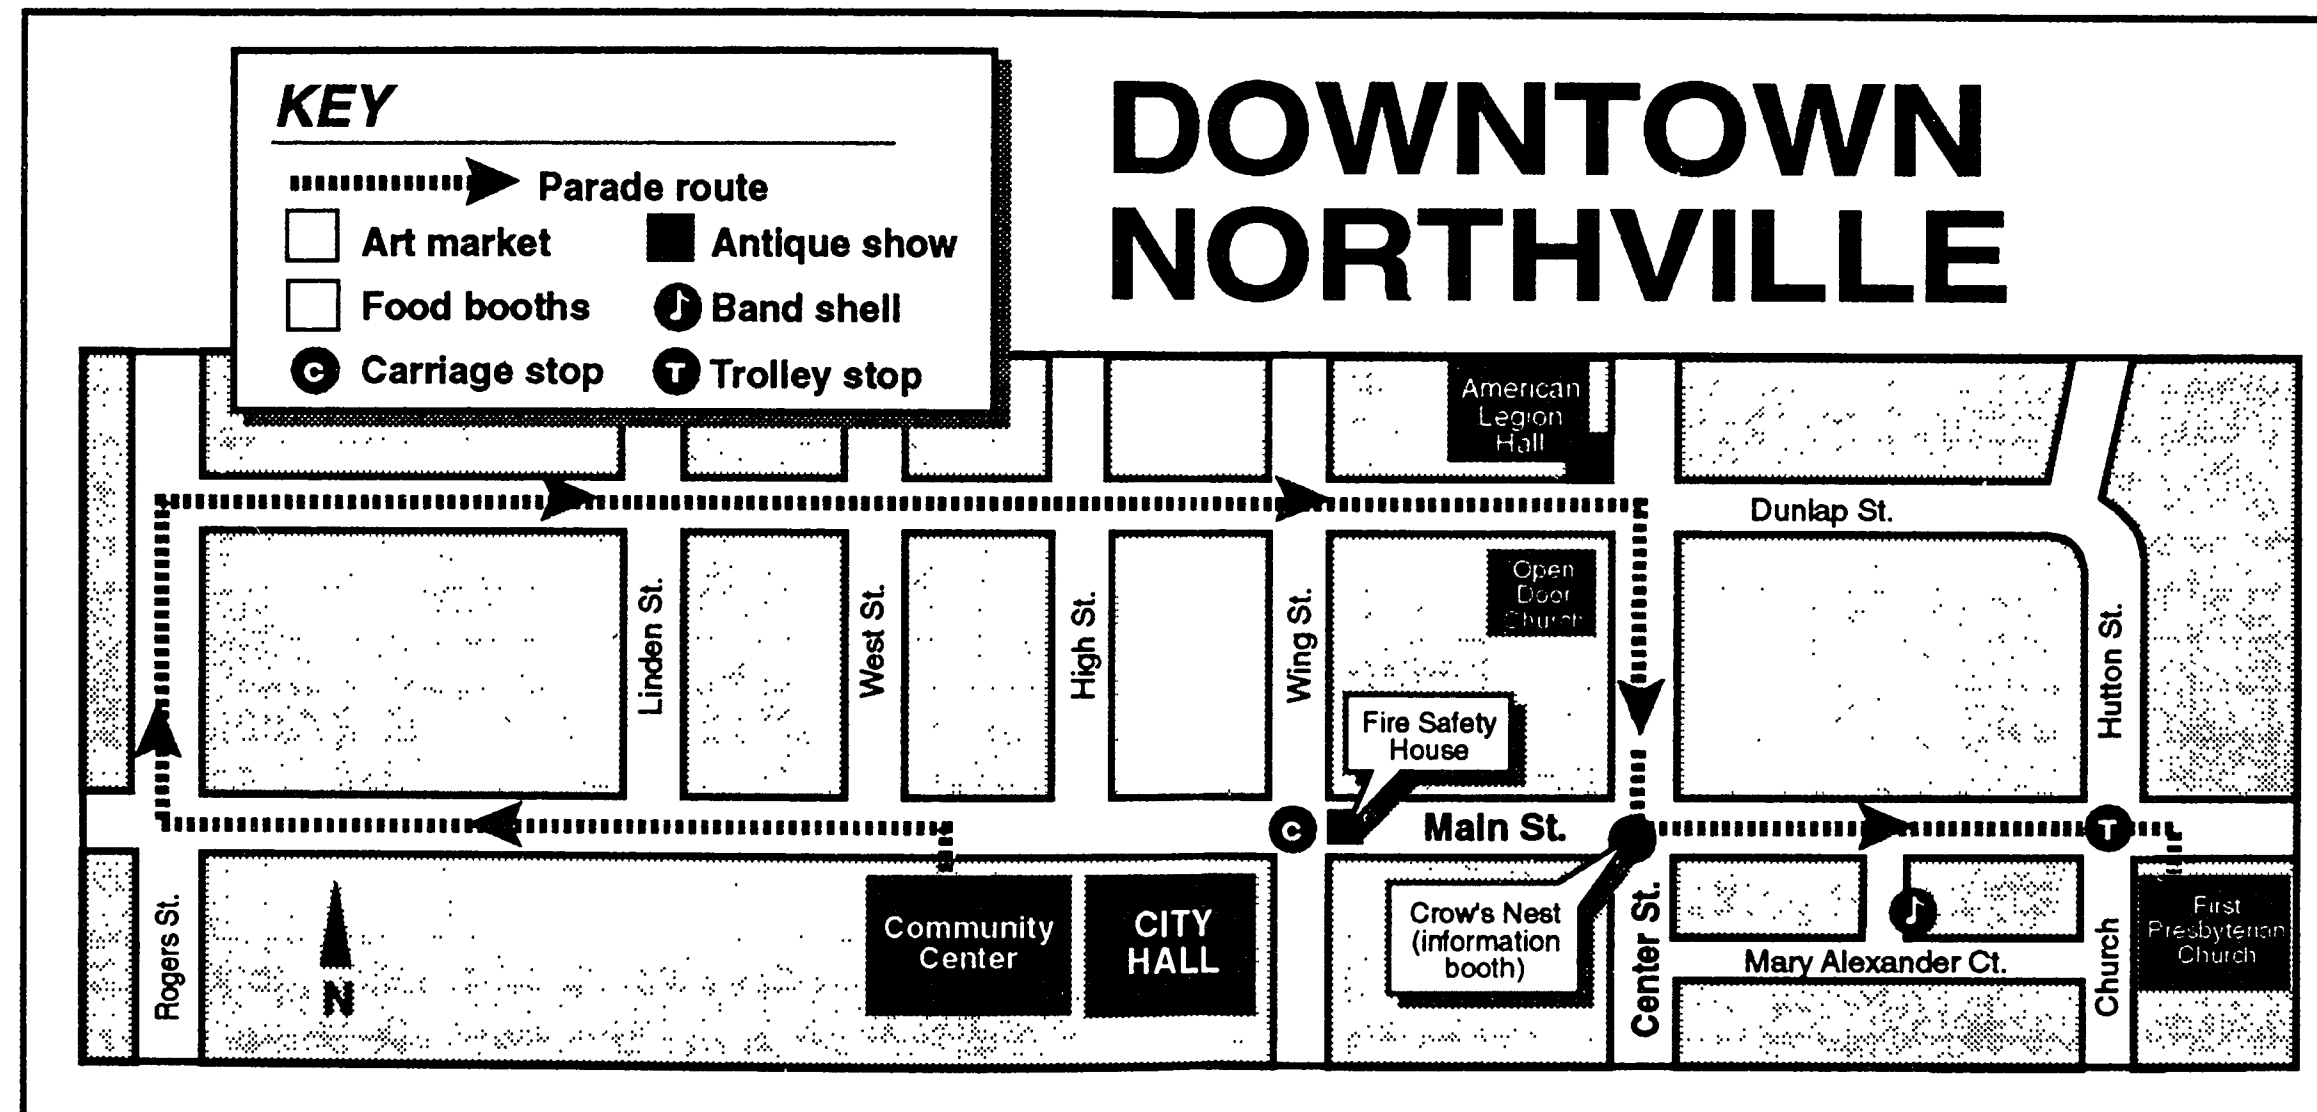 DOWNTOWN
NORTHVILLE
KEY
Parade route
Art market
Antique show
Food booths
Band shell
C Carriage stop
T Trolley stop
American
Legion
Hall
Dunlap St.
Open
Door
Church
Linden St.
West St.
High St.
Wing St.
Hutton St.
Fire Safety
House
C
Main St.
T
Rogers St.
N
Community
Center
CITY
HALL
Crow's Nest
(information
booth)
Center St.
Mary Alexander Ct.
Church
First
Presbyterian
Church